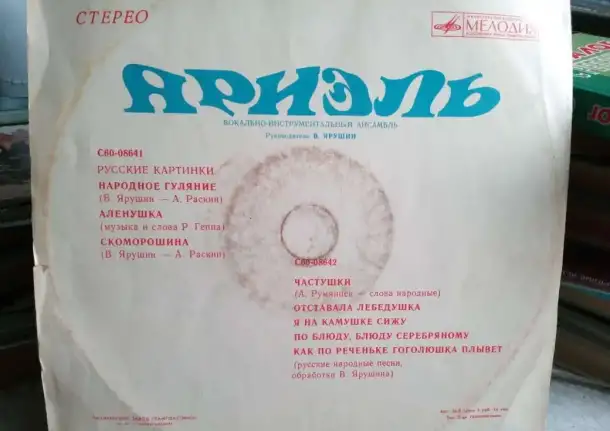 СТЕРЕО
МЕЛОДИЯ
АРИЭЛЬ
ВОКАЛЬНО-ИНСТРУМЕНТАЛЬНЫЙ АНСАМБЛЬ
Руководитель В. ЯРУШИН
С60-08641
РУССКИЕ КАРТИНКИ
НАРОДНОЕ ГУЛЯНИЕ
(В. Ярушин — А. Раскин)
АЛЕНУШКА
(музыка и слова Р. Геппа)
СКОМОРОШИНА
(В. Ярушин — А. Раскин)
С60-08642
ЧАСТУШКИ
(А. Румянцев — слова народные)
ОТСТАВАЛА ЛЕБЕДУШКА
Я НА КАМУШКЕ СИЖУ
ПО БЛЮДУ, БЛЮДУ СЕРЕБРЯНОМУ
КАК ПО РЕЧЕНЬКЕ ГОГОЛЮШКА ПЛЫВЕТ
(русские народные песни,
обработка В. Ярушина)